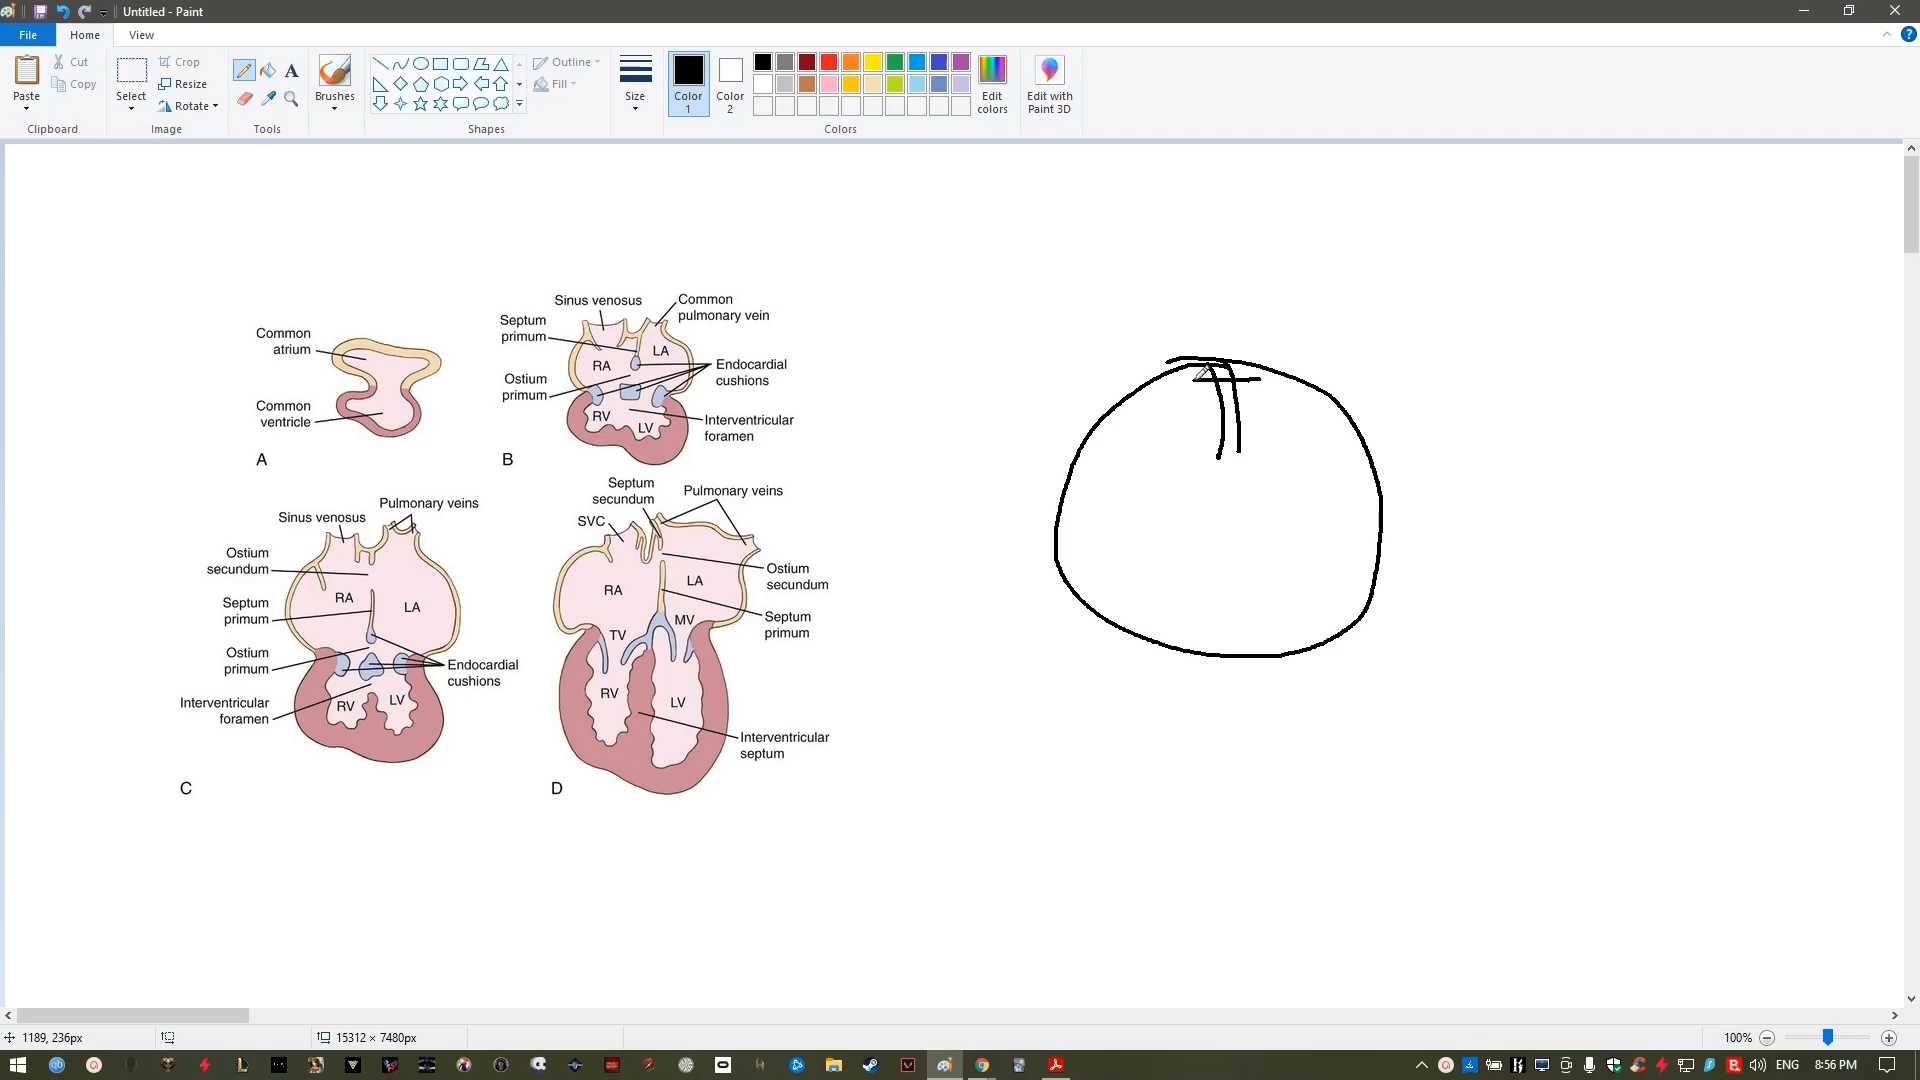 Untitled - Paint
File
Home
View
Paste
Cut
Copy
Clipboard
Select
Crop
Resize
Rotate
Image
A
Tools
Brushes
Shapes
Outline
Fill
Size
Color
1
Color
2
Edit
colors
Edit with
Paint 3D
Colors
Common
atrium
Common
ventricle
A
Sinus venosus
Common
pulmonary vein
Septum
primum
Ostium
primum
LA
RA
RV
LV
Endocardial
cushions
Interventricular
foramen
B
Sinus venosus
Pulmonary veins
Ostium
secundum
Septum
primum
Ostium
primum
Interventricular
foramen
RA
LA
RV
LV
Endocardial
cushions
C
Septum
secundum
Pulmonary veins
SVC
RA
LA
TV
MV
RV
LV
Ostium
secundum
Septum
primum
Interventricular
septum
D
1189, 236px
15312 × 7480px
100%
ENG
8:56 PM